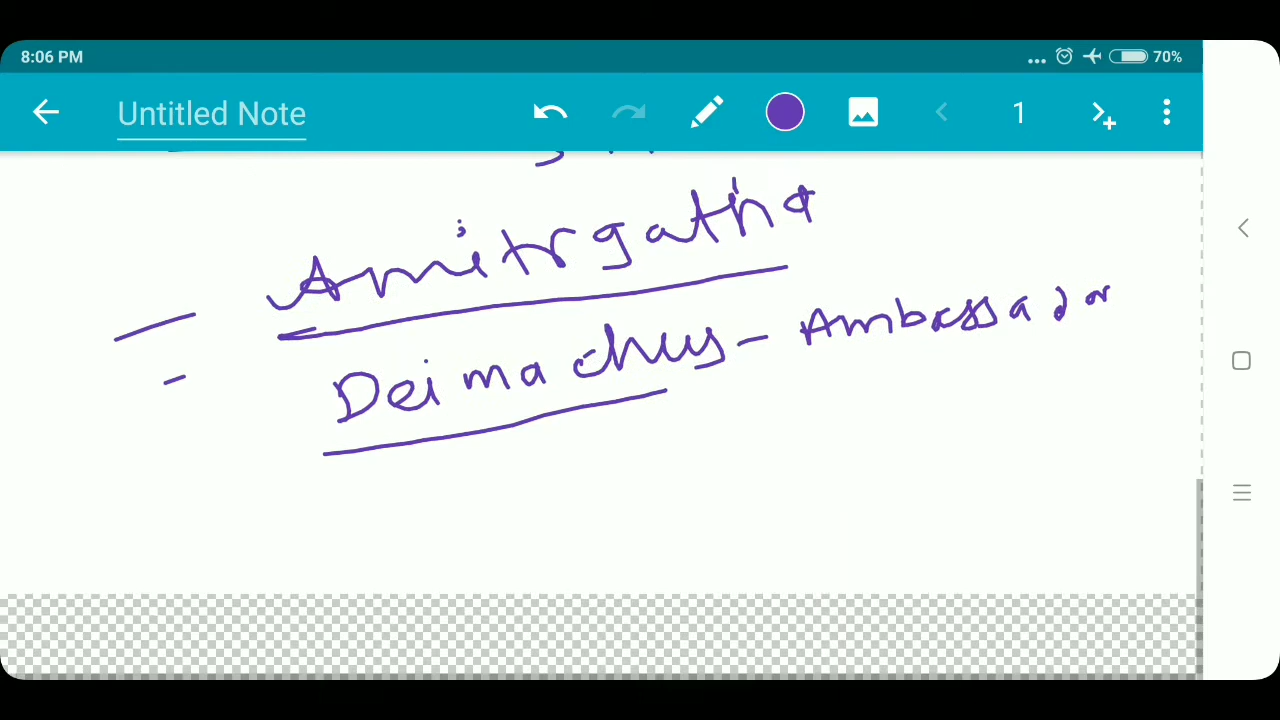 8:06 PM 70%
Untitled Note 1
Amitrgatha
Deimachus - Ambassador